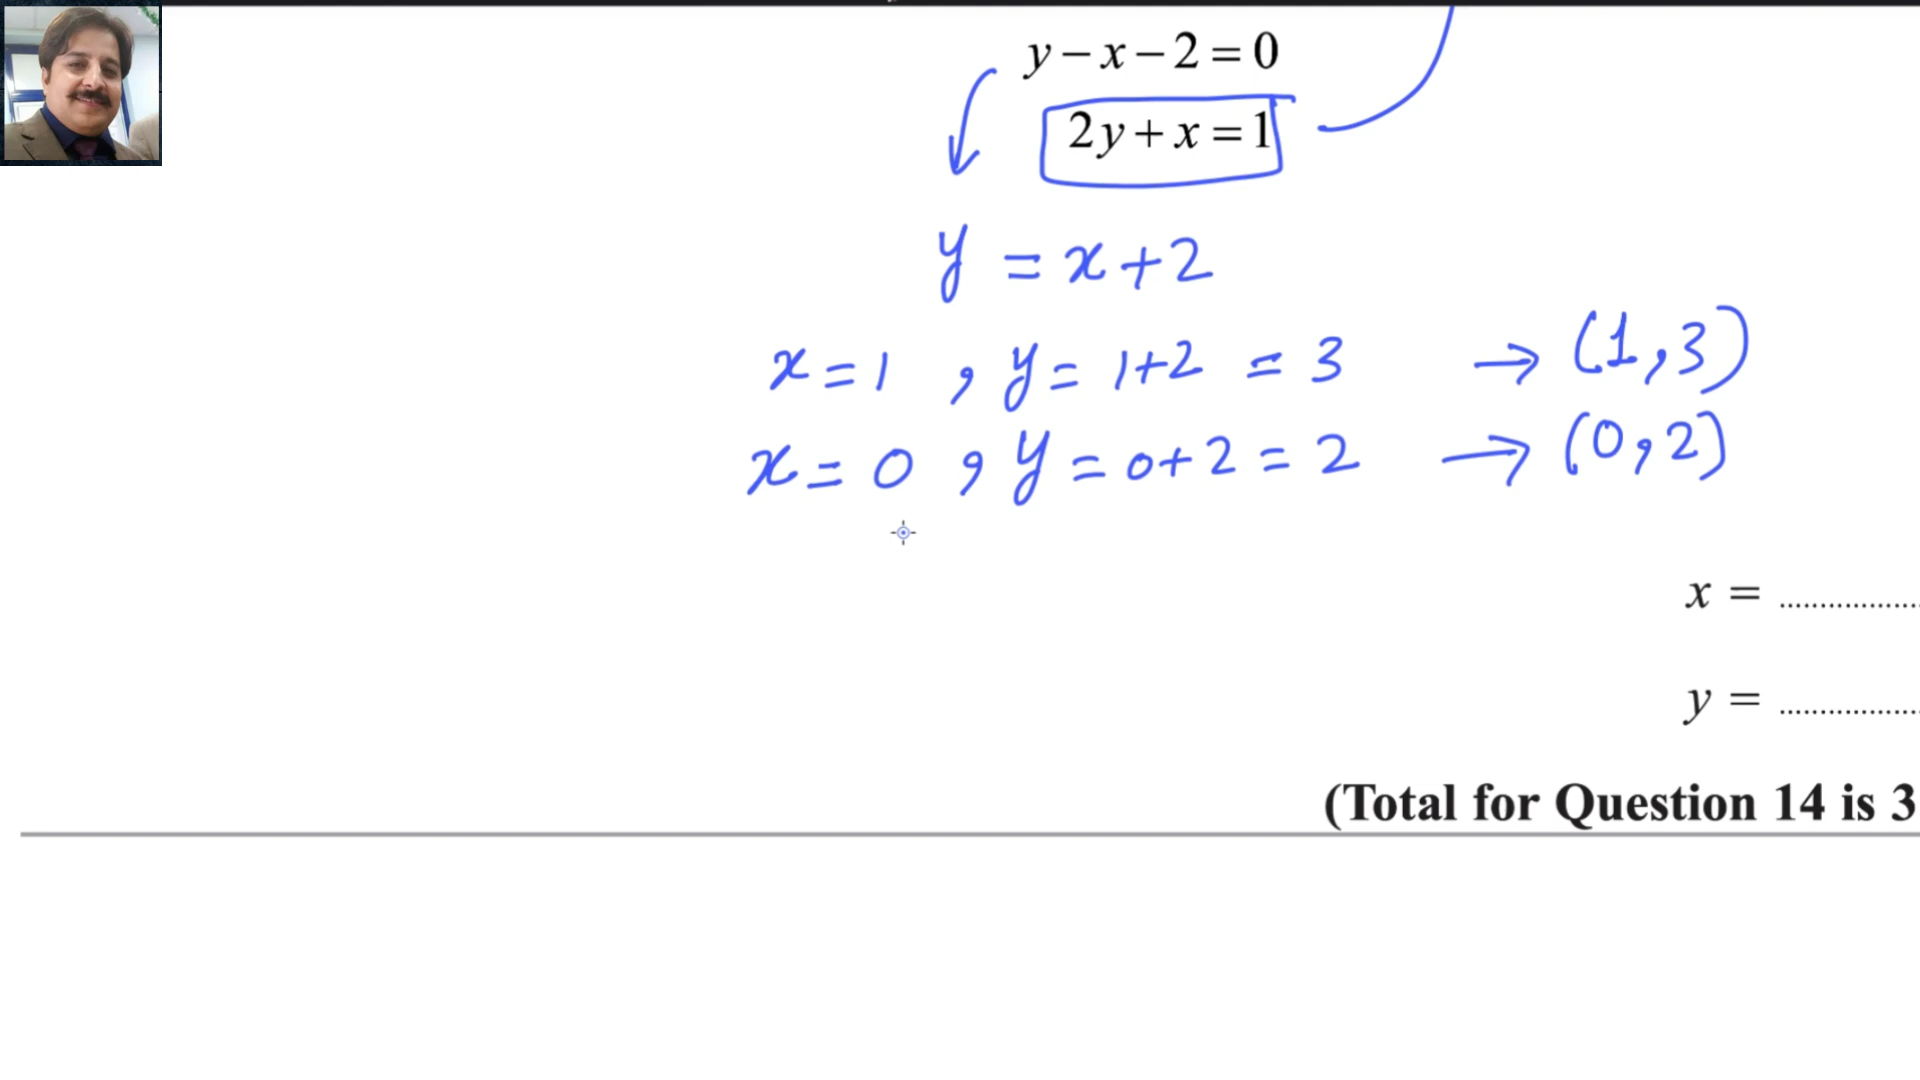 y − x − 2 = 0
2y + x = 1
y = x + 2
x = 1 , y = 1+2 = 3 → (1,3)
x = 0 , y = 0+2 = 2 → (0,2)
x = ..................
y = ..................
(Total for Question 14 is 3